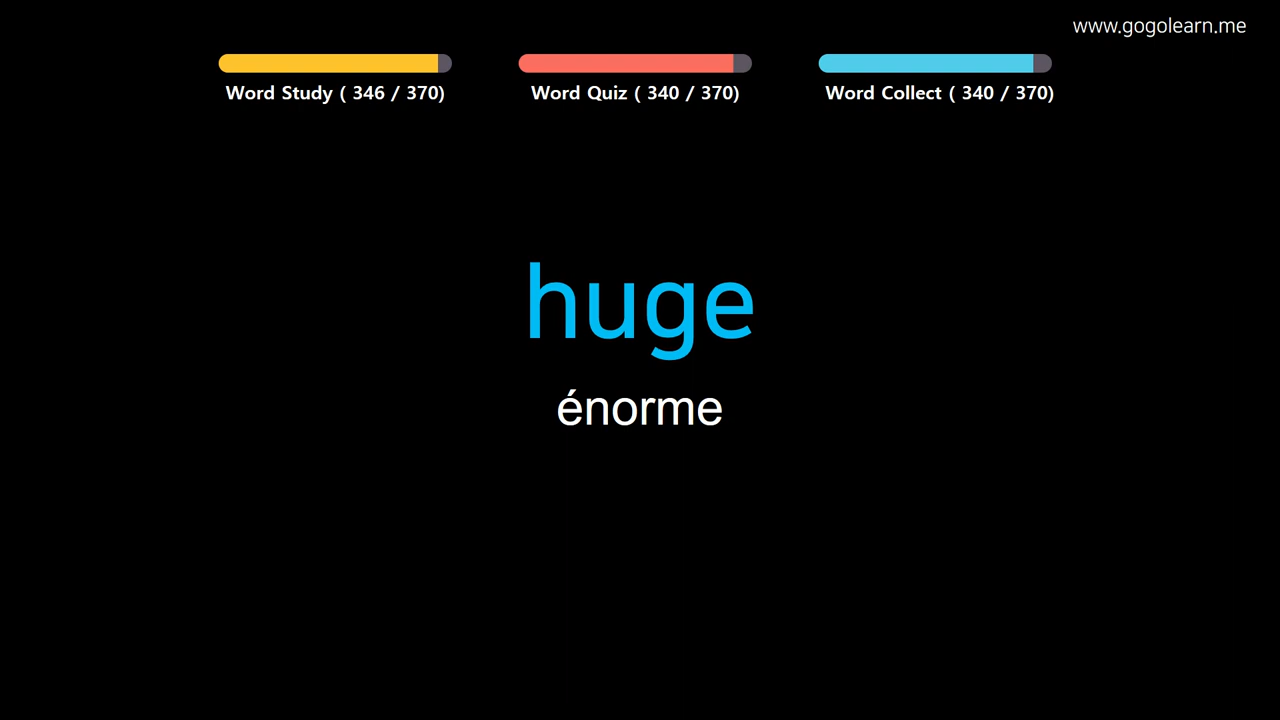 www.gogolearn.me
Word Study ( 346 / 370)
Word Quiz ( 340 / 370)
Word Collect ( 340 / 370)
huge
énorme